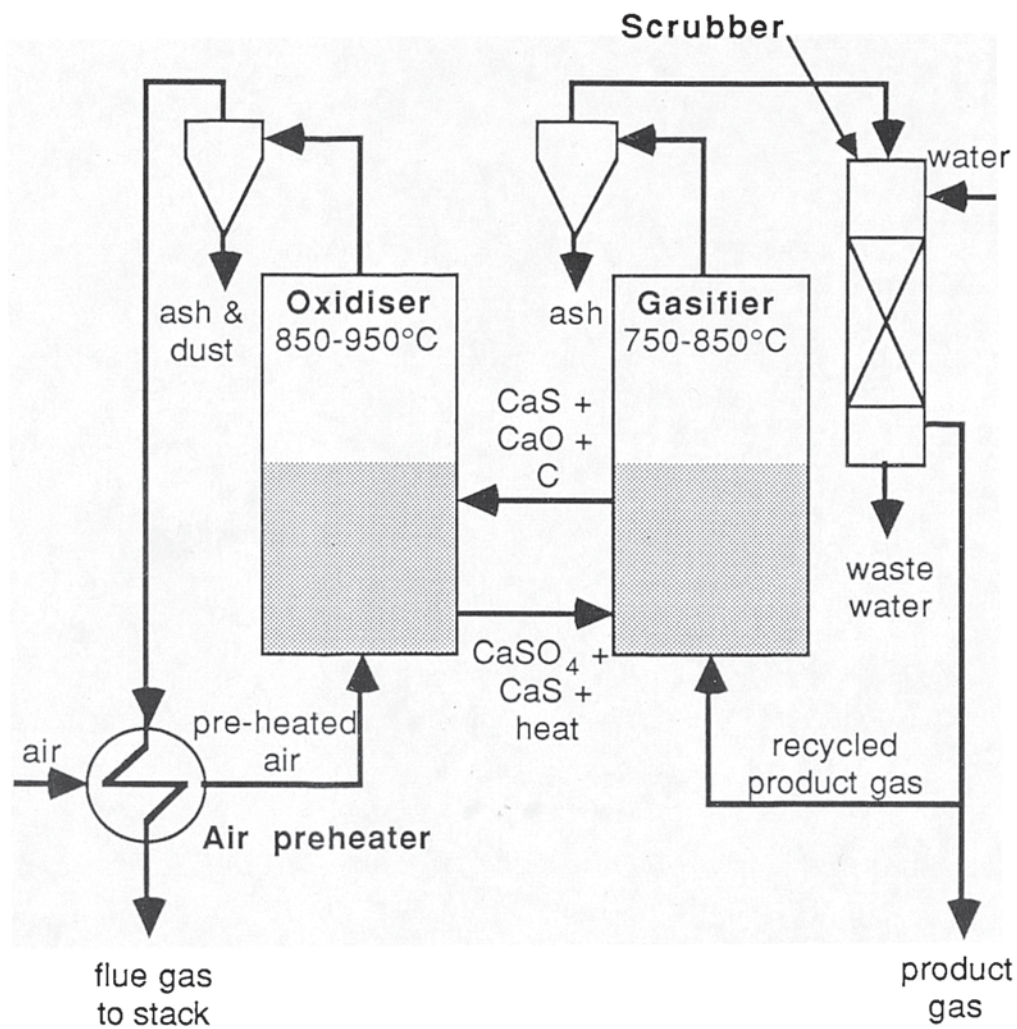 Scrubber
water
Oxidiser
850-950°C
Gasifier
750-850°C
ash &
dust
ash
CaS +
CaO +
C
waste
water
CaSO₄ +
CaS +
heat
pre-heated
air
air
recycled
product gas
Air preheater
flue gas
to stack
product
gas